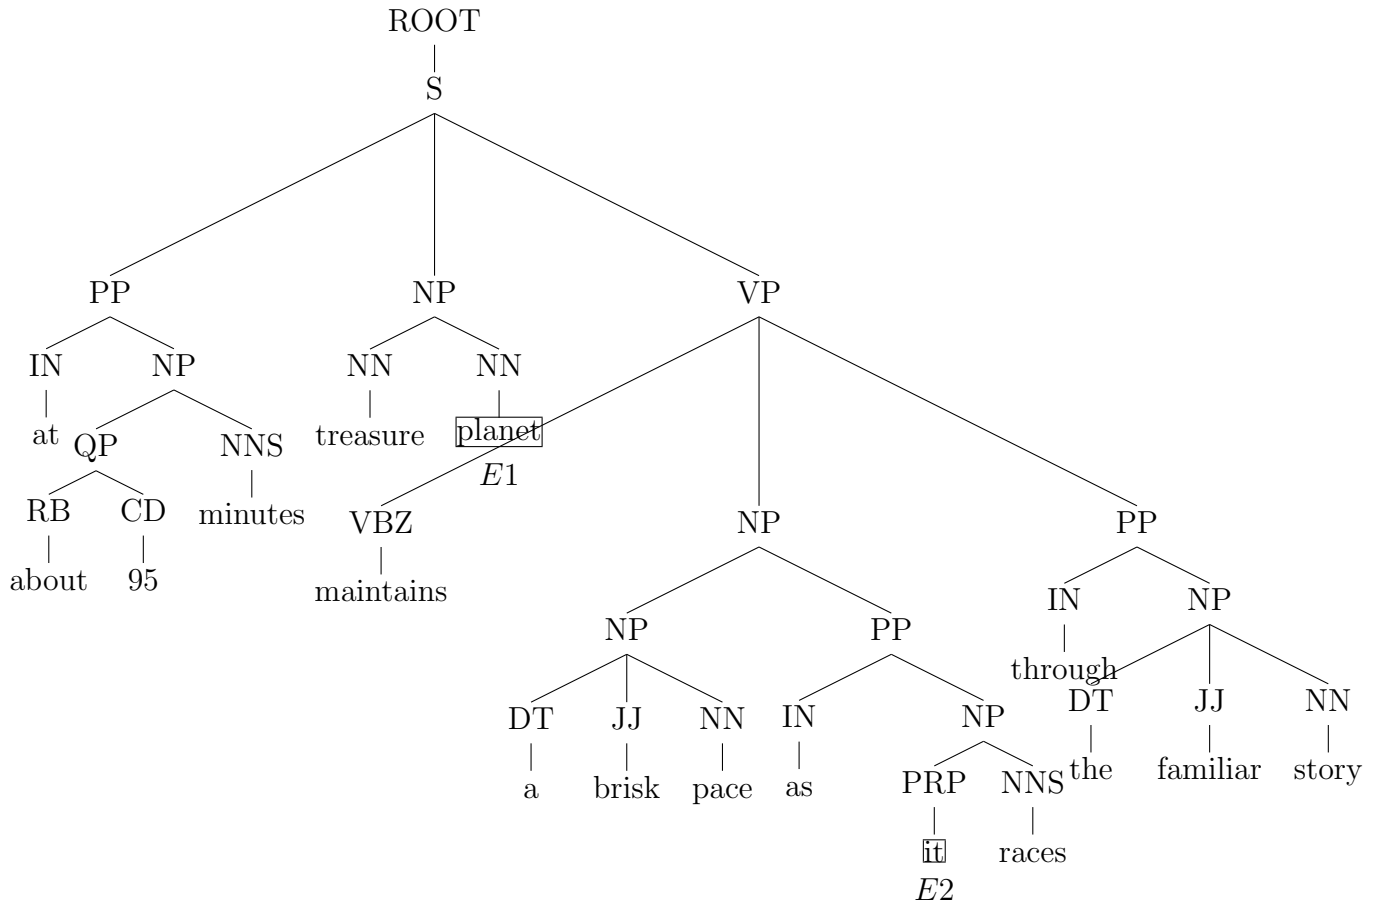 ROOT
S
PP NP VP
IN NP NN NN
at QP NNS treasure planet
E1
RB CD minutes VBZ NP PP
about 95 maintains IN NP
NP PP through
DT JJ NN IN NP DT JJ NN
a brisk pace as PRP NNS the familiar story
it races
E2